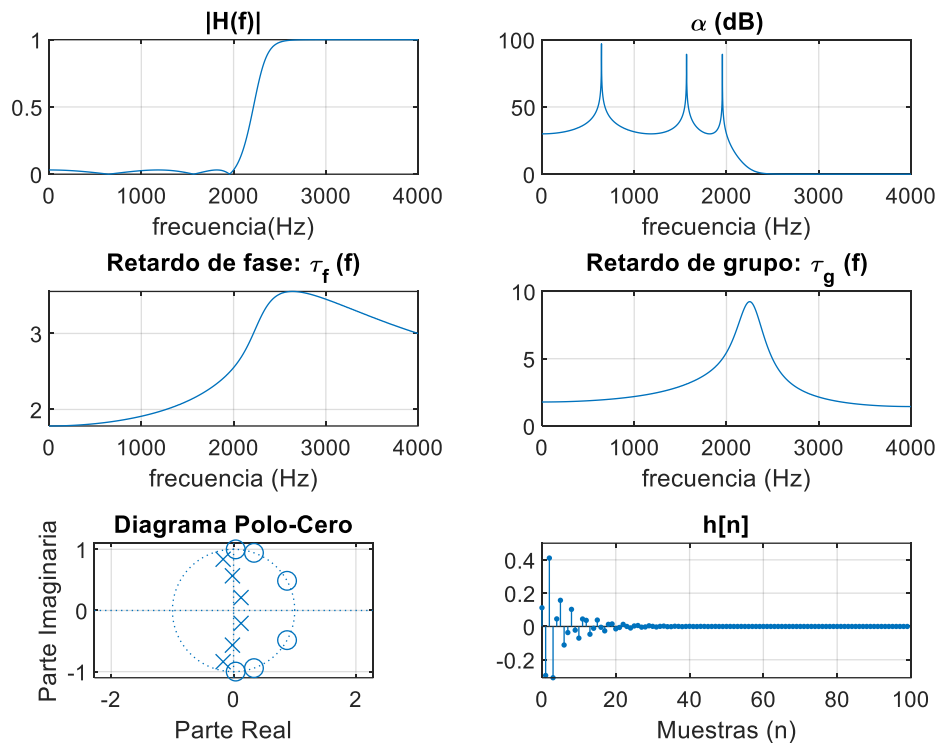 |H(f)|
1
0.5
0
0 1000 2000 3000 4000
frecuencia(Hz)
α (dB)
100
50
0
0 1000 2000 3000 4000
frecuencia (Hz)
Retardo de fase: τf (f)
3
2
0 1000 2000 3000 4000
frecuencia (Hz)
Retardo de grupo: τg (f)
10
5
0
0 1000 2000 3000 4000
frecuencia (Hz)
Diagrama Polo-Cero
Parte Imaginaria
1
0
-1
-2 0 2
Parte Real
h[n]
0.4
0.2
0
-0.2
0 20 40 60 80 100
Muestras (n)